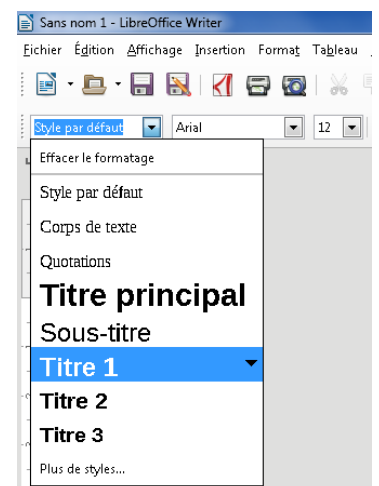 Sans nom 1 - LibreOffice Writer
Fichier Édition Affichage Insertion Format Tableau
Style par défaut Arial 12
Effacer le formatage
Style par défaut
Corps de texte
Quotations
Titre principal
Sous-titre
Titre 1
Titre 2
Titre 3
Plus de styles...